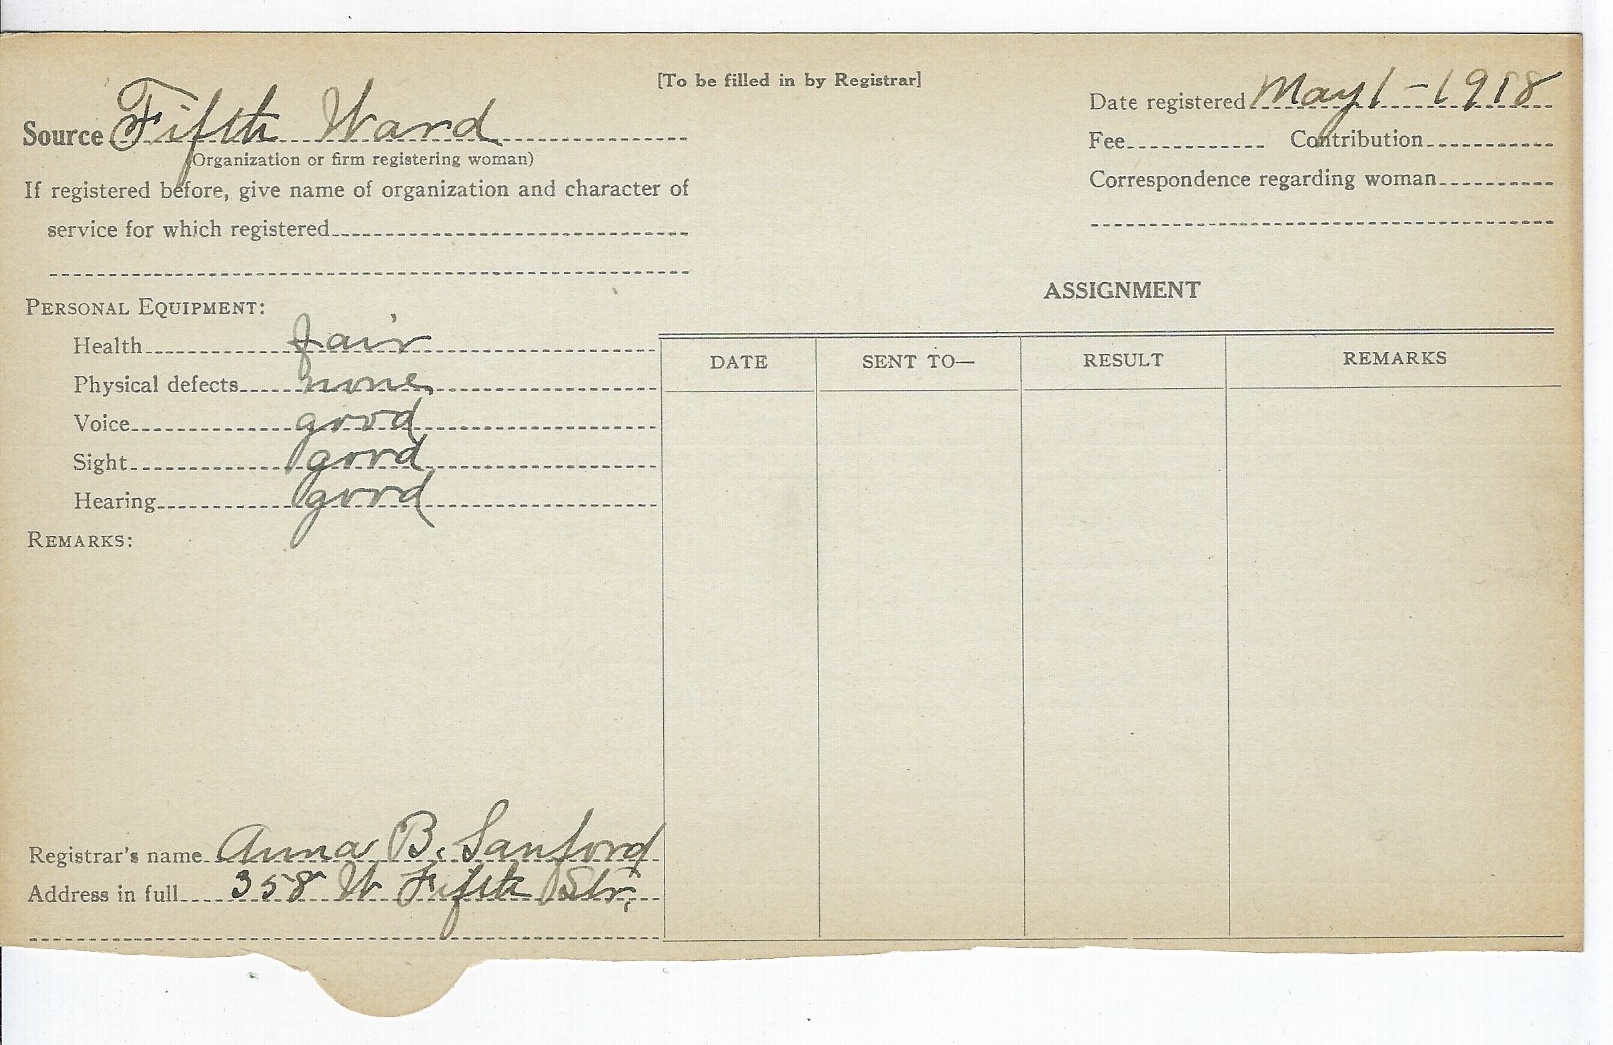 [To be filled in by Registrar]
Source Fifth Ward
(Organization or firm registering woman)
If registered before, give name of organization and character of
service for which registered
Date registered May 1 - 1918
Fee Contribution
Correspondence regarding woman
PERSONAL EQUIPMENT:
Health fair
Physical defects none
Voice good
Sight good
Hearing good
REMARKS:
ASSIGNMENT
DATE SENT TO— RESULT REMARKS
Registrar's name Anna B. Sanford
Address in full 358 W Fifth Str.